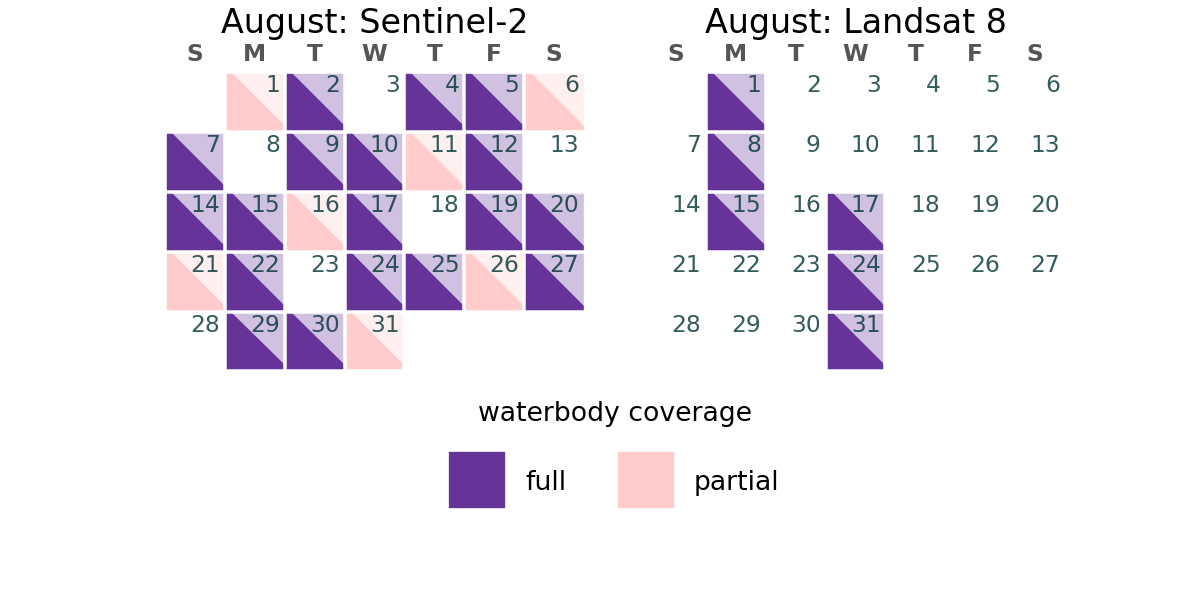 August: Sentinel-2
S M T W T F S
1 2 3 4 5 6
7 8 9 10 11 12 13
14 15 16 17 18 19 20
21 22 23 24 25 26 27
28 29 30 31
August: Landsat 8
S M T W T F S
1 2 3 4 5 6
7 8 9 10 11 12 13
14 15 16 17 18 19 20
21 22 23 24 25 26 27
28 29 30 31
waterbody coverage
full partial